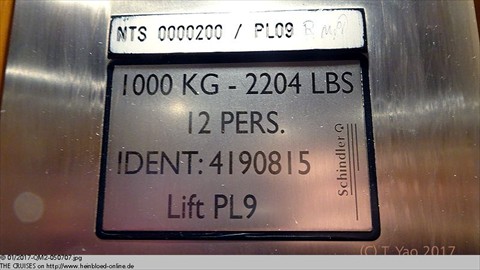 NTS 0000200 / PL09
1000 KG - 2204 LBS
12 PERS.
IDENT: 4190815
Lift PL9
Schindler
(C) T. Yao 2017
© 01/2017-QM2-050707.jpg
THE CRUISES on http://www.heinbloed-online.de